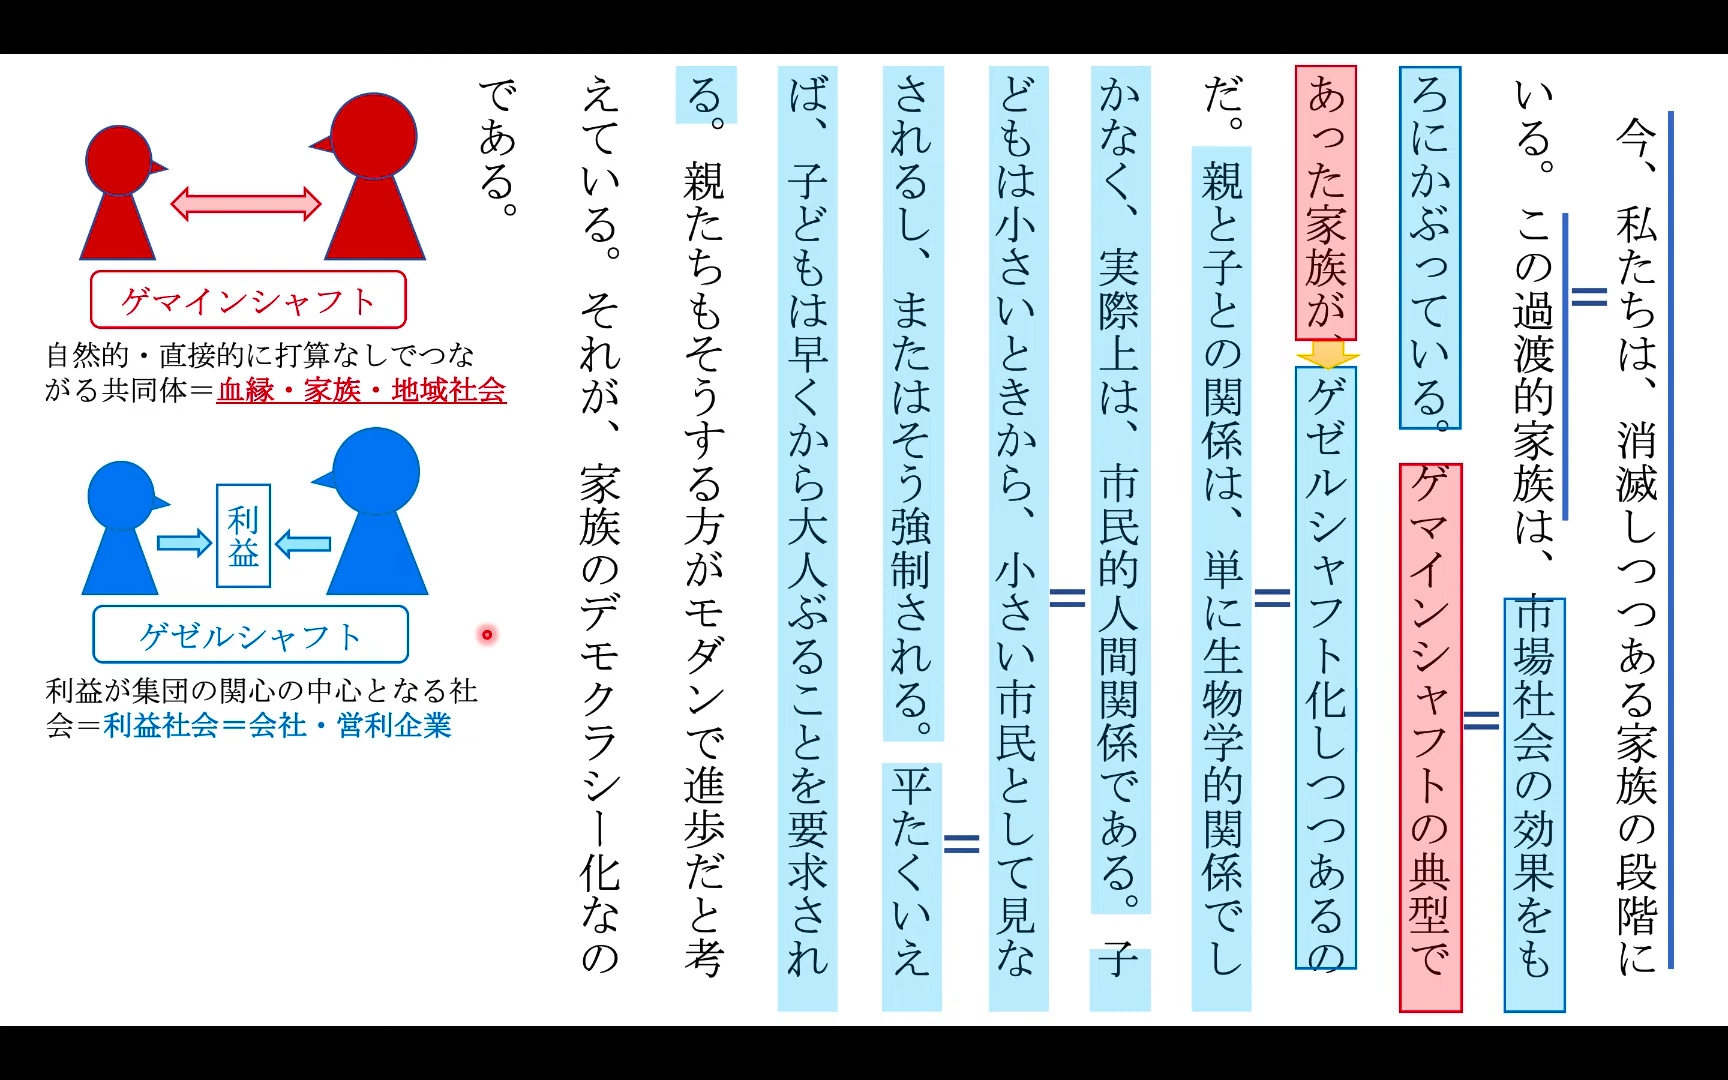 今、私たちは、消滅しつつある家族の段階に
いる。この過渡的家族は、市場社会の効果をも
ろにかぶっている。ゲマインシャフトの典型で
あった家族が、ゲゼルシャフト化しつつあるの
だ。親と子との関係は、単に生物学的関係でし
かなく、実際上は、市民的人間関係である。子
どもは小さいときから、小さい市民として見な
されるし、またはそう強制される。平たくいえ
ば、子どもは早くから大人ぶることを要求され
る。親たちもそうする方がモダンで進歩だと考
えている。それが、家族のデモクラシー化なの
である。
ゲマインシャフト
自然的・直接的に打算なしでつな
がる共同体＝血縁・家族・地域社会
利益
ゲゼルシャフト
利益が集団の関心の中心となる社
会＝利益社会＝会社・営利企業